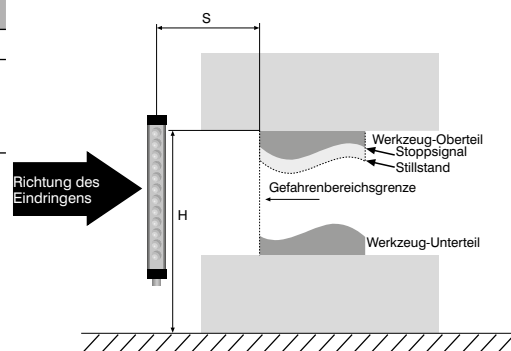 S
Werkzeug-Oberteil
Stoppsignal
Stillstand
Richtung des
Eindringens
Gefahrenbereichsgrenze
H
Werkzeug-Unterteil